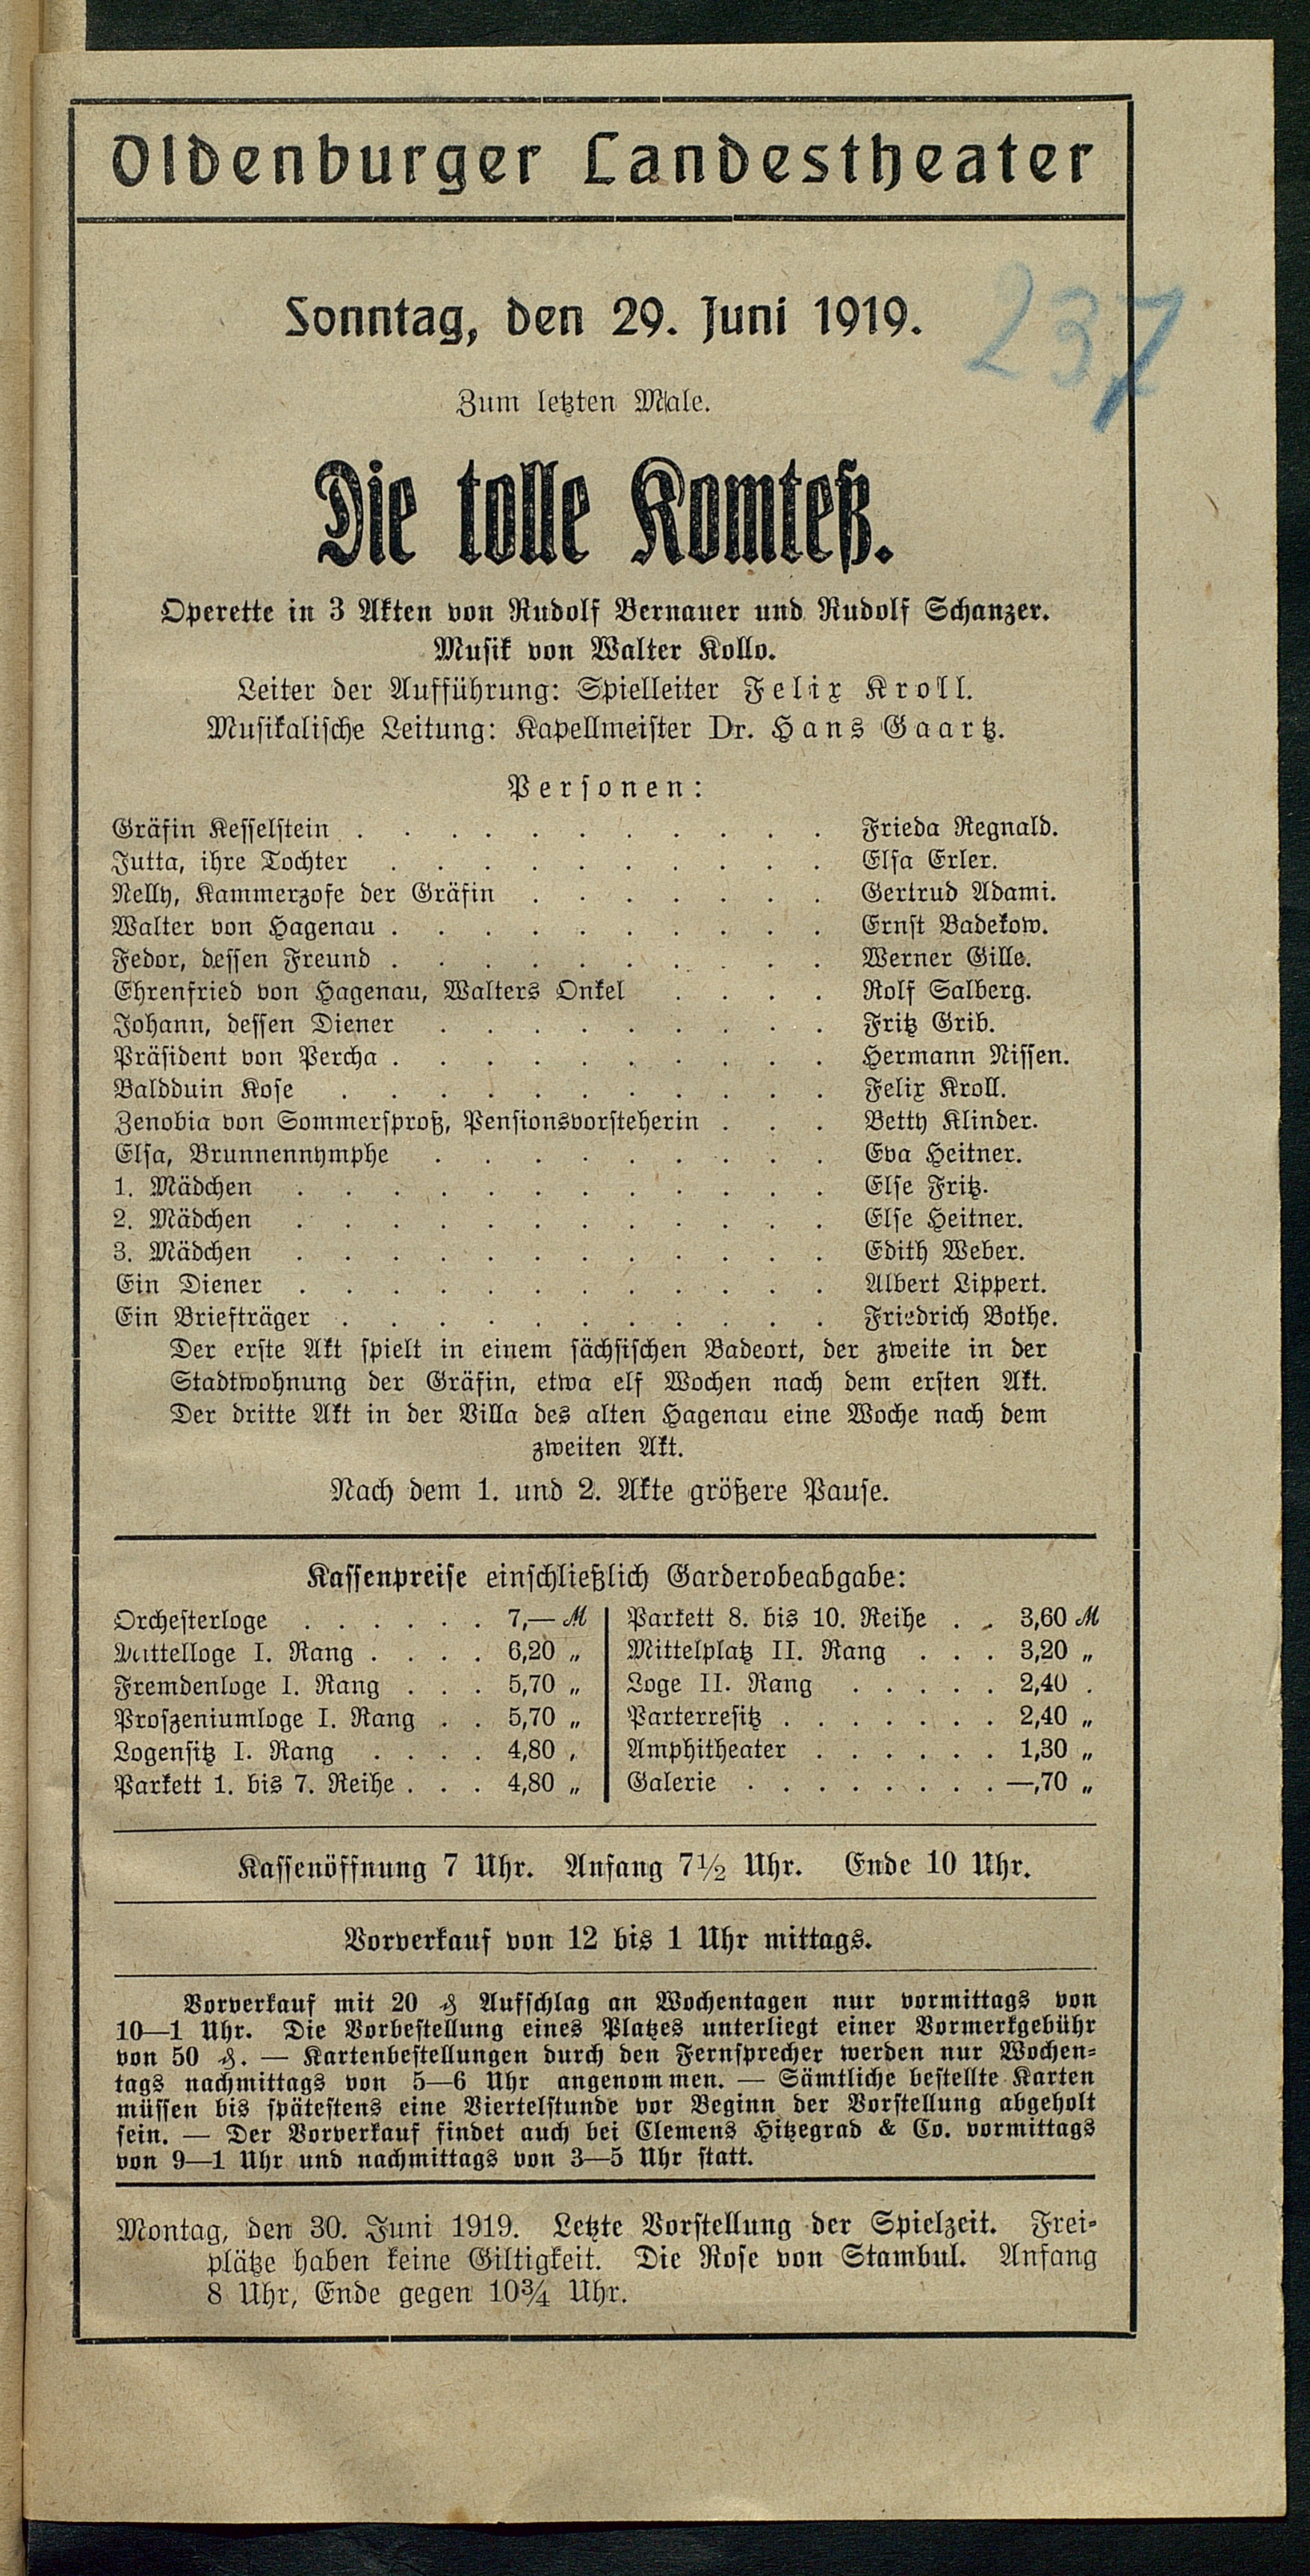 Oldenburger Landestheater
Sonntag, den 29. Juni 1919.
237
Zum letzten Male.
Die tolle Komteß.
Operette in 3 Akten von Rudolf Bernauer und Rudolf Schanzer.
Musik von Walter Kollo.
Leiter der Aufführung: Spielleiter Felix Kroll.
Musikalische Leitung: Kapellmeister Dr. Hans Gaartz.
Personen:
Gräfin Kesselstein . . . . . . . . . . . Frieda Regnald.
Jutta, ihre Tochter . . . . . . . . . . Elsa Erler.
Nelly, Kammerzofe der Gräfin . . . . . . . Gertrud Adami.
Walter von Hagenau . . . . . . . . . . Ernst Badekow.
Fedor, dessen Freund . . . . . . . . . . Werner Gille.
Ehrenfried von Hagenau, Walters Onkel . . . . Rolf Salberg.
Johann, dessen Diener . . . . . . . . . Fritz Grib.
Präsident von Percha . . . . . . . . . . Hermann Nissen.
Baldduin Kose . . . . . . . . . . . Felix Kroll.
Zenobia von Sommersproß, Pensionsvorsteherin . . . Betty Klinder.
Elsa, Brunnennymphe . . . . . . . . . Eva Heitner.
1. Mädchen . . . . . . . . . . . . Else Fritz.
2. Mädchen . . . . . . . . . . . . Else Heitner.
3. Mädchen . . . . . . . . . . . . Edith Weber.
Ein Diener . . . . . . . . . . . . Albert Lippert.
Ein Briefträger . . . . . . . . . . . Friedrich Bothe.
Der erste Akt spielt in einem sächsischen Badeort, der zweite in der
Stadtwohnung der Gräfin, etwa elf Wochen nach dem ersten Akt.
Der dritte Akt in der Villa des alten Hagenau eine Woche nach dem
zweiten Akt.
Nach dem 1. und 2. Akte größere Pause.
Kassenpreise einschließlich Garderobeabgabe:
Orchesterloge . . . . . . 7,— ℳ
Mittelloge I. Rang . . . . 6,20 „
Fremdenloge I. Rang . . . 5,70 „
Proszeniumloge I. Rang . . 5,70 „
Logensitz I. Rang . . . . 4,80 „
Parkett 1. bis 7. Reihe . . . 4,80 „
Parkett 8. bis 10. Reihe . . 3,60 ℳ
Mittelplatz II. Rang . . . 3,20 „
Loge II. Rang . . . . . 2,40 .
Parterresitz . . . . . . . 2,40 „
Amphitheater . . . . . . 1,30 „
Galerie . . . . . . . . —,70 „
Kassenöffnung 7 Uhr. Anfang 7½ Uhr. Ende 10 Uhr.
Vorverkauf von 12 bis 1 Uhr mittags.
Vorverkauf mit 20 ₰ Aufschlag an Wochentagen nur vormittags von
10—1 Uhr. Die Vorbestellung eines Platzes unterliegt einer Vormerkgebühr
von 50 ₰. — Kartenbestellungen durch den Fernsprecher werden nur Wochen-
tags nachmittags von 5—6 Uhr angenommen. — Sämtliche bestellte Karten
müssen bis spätestens eine Viertelstunde vor Beginn der Vorstellung abgeholt
sein. — Der Vorverkauf findet auch bei Clemens Hitzegrad & Co. vormittags
von 9—1 Uhr und nachmittags von 3—5 Uhr statt.
Montag, den 30. Juni 1919. Letzte Vorstellung der Spielzeit. Frei-
plätze haben keine Giltigkeit. Die Rose von Stambul. Anfang
8 Uhr, Ende gegen 10¾ Uhr.